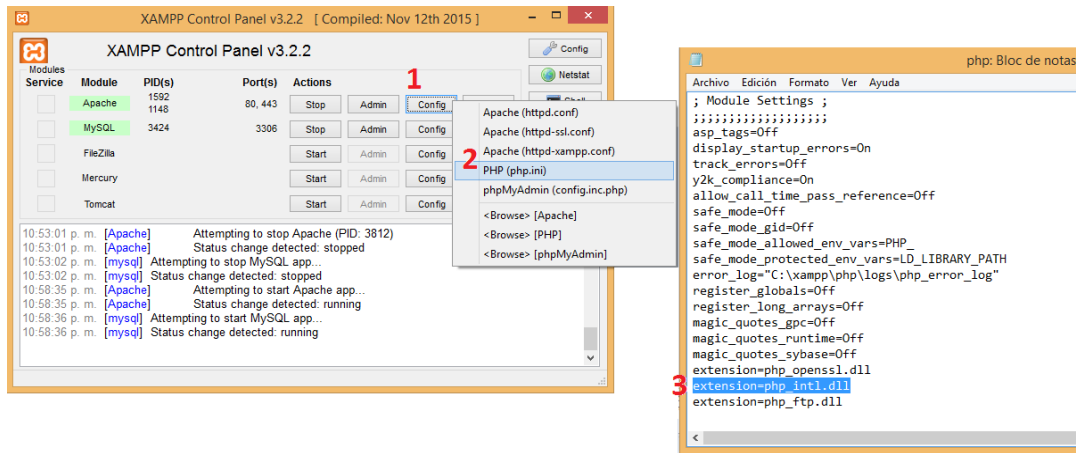 XAMPP Control Panel v3.2.2 [ Compiled: Nov 12th 2015 ]
XAMPP Control Panel v3.2.2
Config
Netstat
Shell
Modules
Service Module PID(s) Port(s) Actions
1
Apache 1592 1148 80, 443 Stop Admin Config
MySQL 3424 3306 Stop Admin Config
FileZilla Start Admin Config
Mercury Start Admin Config
Tomcat Start Admin Config
Apache (httpd.conf)
Apache (httpd-ssl.conf)
Apache (httpd-xampp.conf)
2
PHP (php.ini)
phpMyAdmin (config.inc.php)
<Browse> [Apache]
<Browse> [PHP]
<Browse> [phpMyAdmin]
10:53:01 p. m. [Apache] Attempting to stop Apache (PID: 3812)
10:53:01 p. m. [Apache] Status change detected: stopped
10:53:02 p. m. [mysql] Attempting to stop MySQL app...
10:53:02 p. m. [mysql] Status change detected: stopped
10:58:35 p. m. [Apache] Attempting to start Apache app...
10:58:35 p. m. [Apache] Status change detected: running
10:58:36 p. m. [mysql] Attempting to start MySQL app...
10:58:36 p. m. [mysql] Status change detected: running
php: Bloc de notas
Archivo Edición Formato Ver Ayuda
; Module Settings ;
;;;;;;;;;;;;;;;;;;;
asp_tags=Off
display_startup_errors=On
track_errors=Off
y2k_compliance=On
allow_call_time_pass_reference=Off
safe_mode=Off
safe_mode_gid=Off
safe_mode_allowed_env_vars=PHP_
safe_mode_protected_env_vars=LD_LIBRARY_PATH
error_log="C:\xampp\php\logs\php_error_log"
register_globals=Off
register_long_arrays=Off
magic_quotes_gpc=Off
magic_quotes_runtime=Off
magic_quotes_sybase=Off
extension=php_openssl.dll
3
extension=php_intl.dll
extension=php_ftp.dll